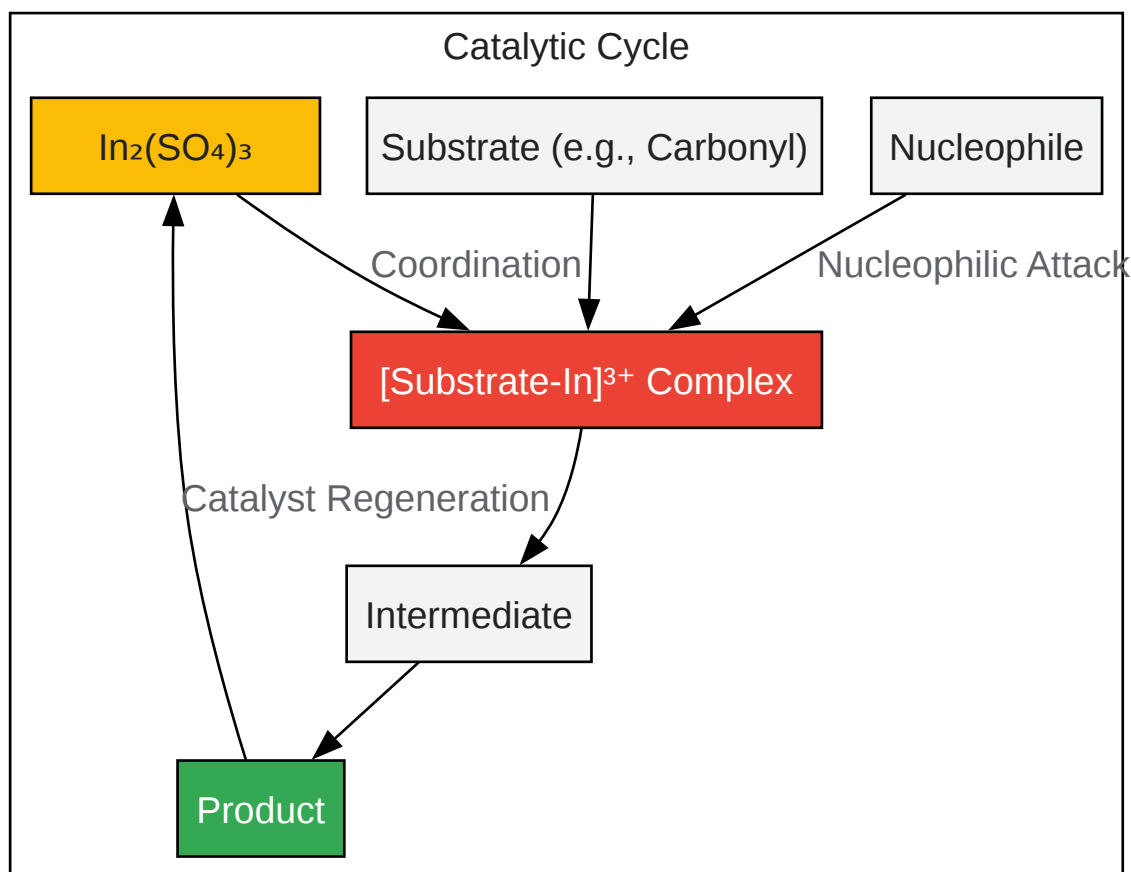 Catalytic Cycle
In₂(SO₄)₃
Substrate (e.g., Carbonyl)
Nucleophile
Coordination
Nucleophilic Attack
[Substrate-In]³⁺ Complex
Catalyst Regeneration
Intermediate
Product